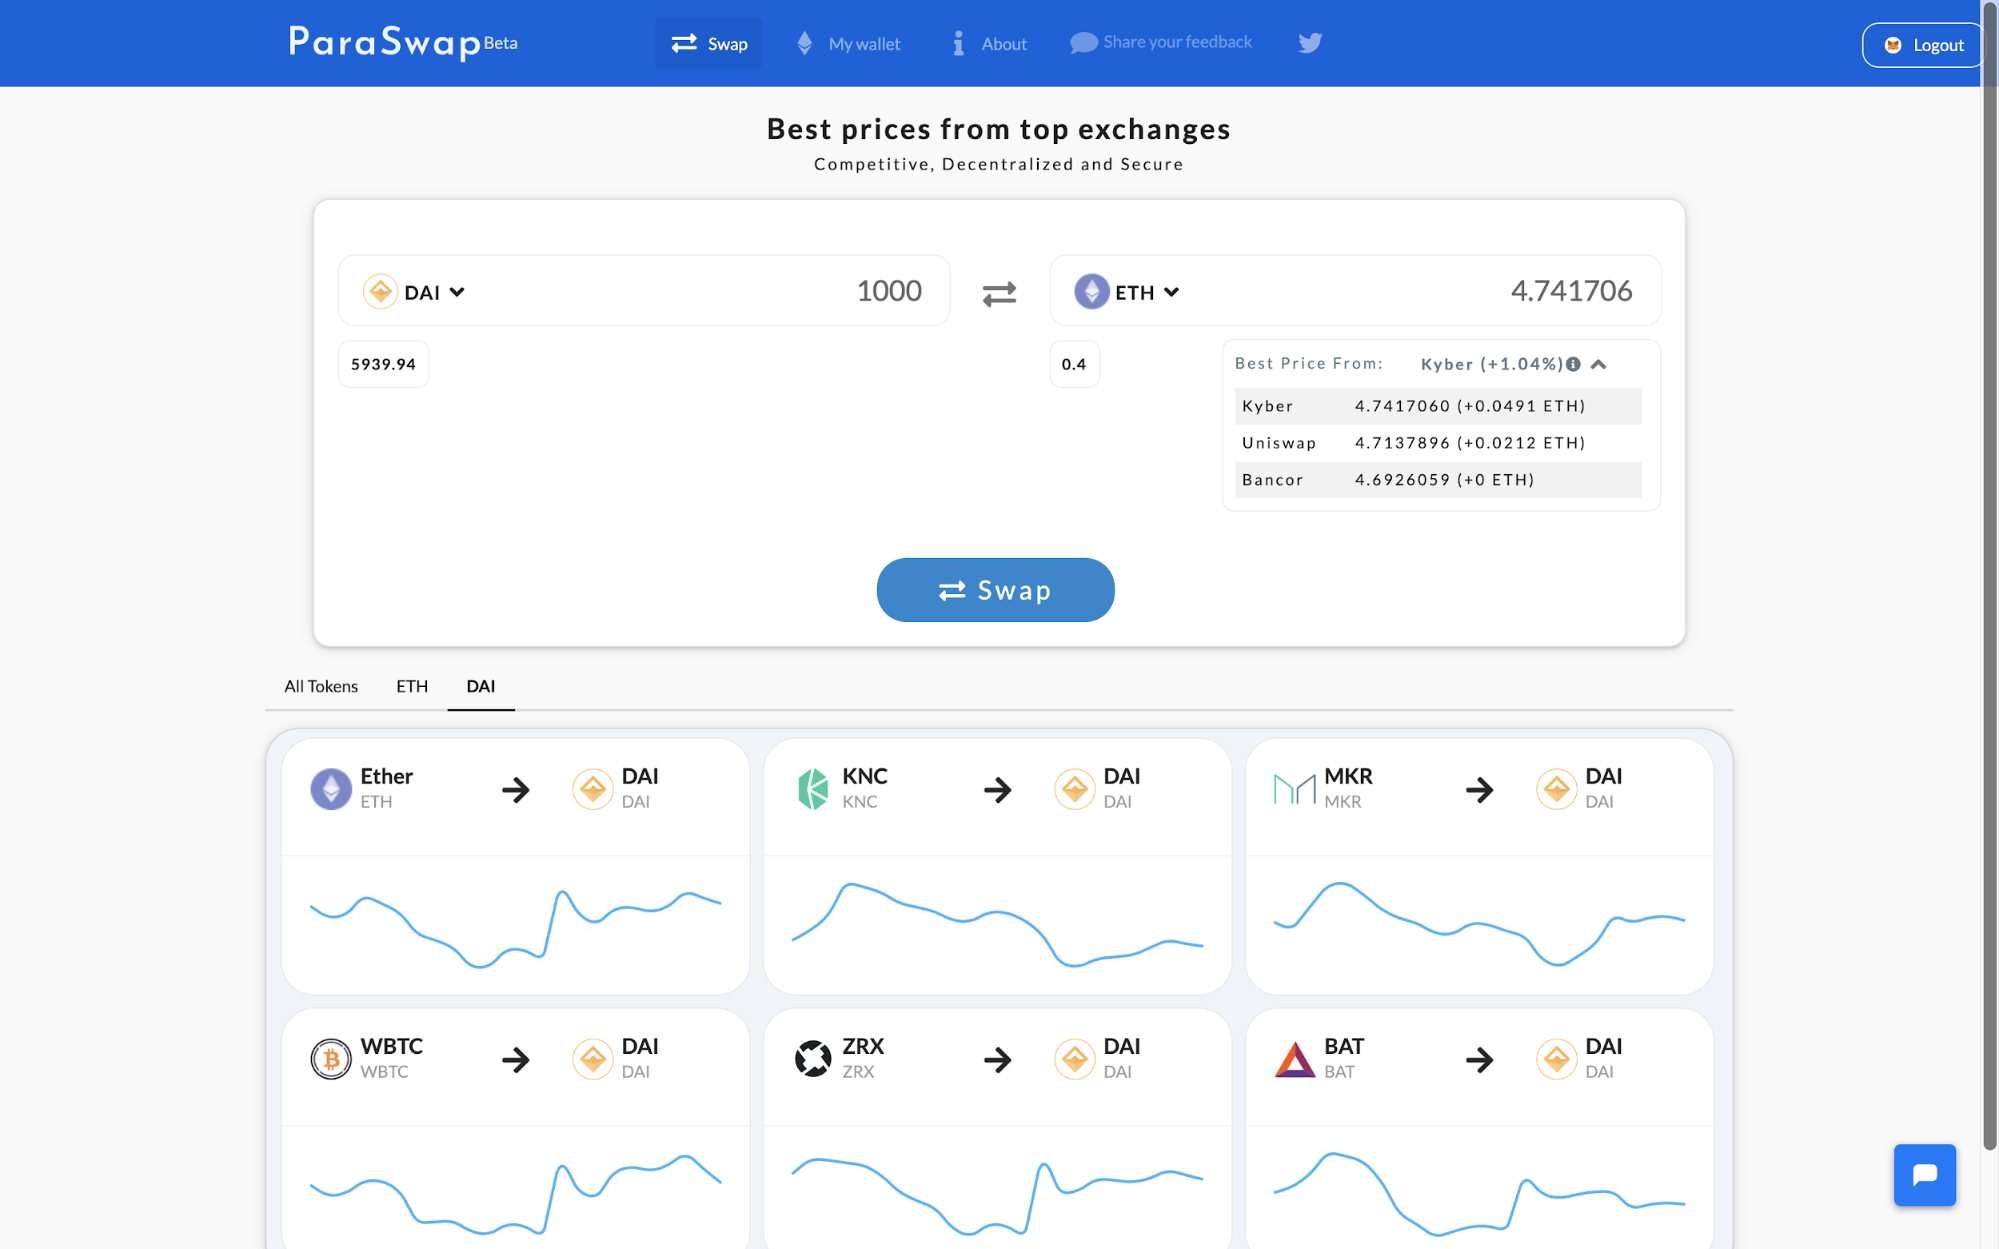 ParaSwap Beta
Swap
My wallet
About
Share your feedback
Logout
Best prices from top exchanges
Competitive, Decentralized and Secure
DAI 1000
ETH 4.741706
5939.94
0.4
Best Price From: Kyber (+1.04%)
Kyber 4.7417060 (+0.0491 ETH)
Uniswap 4.7137896 (+0.0212 ETH)
Bancor 4.6926059 (+0 ETH)
Swap
All Tokens ETH DAI
Ether DAI
ETH DAI
KNC DAI
KNC DAI
MKR DAI
MKR DAI
WBTC DAI
WBTC DAI
ZRX DAI
ZRX DAI
BAT DAI
BAT DAI